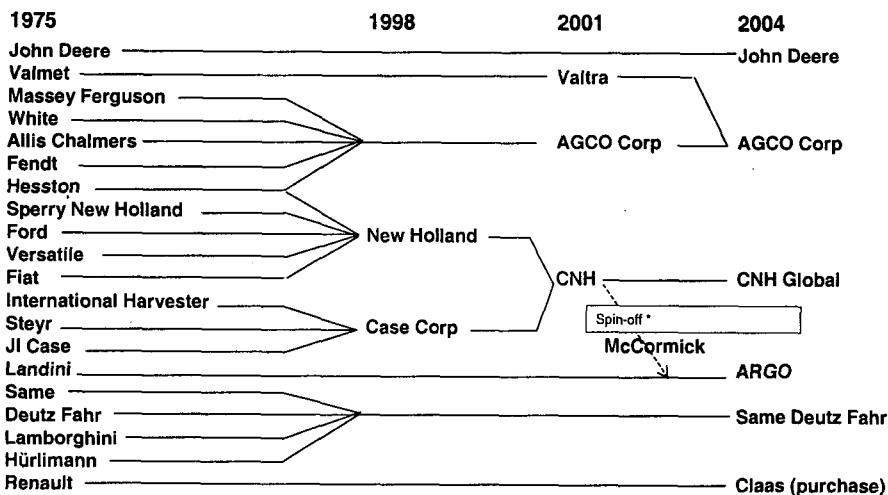 1975 1998 2001 2004
John Deere John Deere
Valmet Valtra
Massey Ferguson
White
Allis Chalmers AGCO Corp AGCO Corp
Fendt
Hesston
Sperry New Holland
Ford New Holland
Versatile
Fiat CNH CNH Global
International Harvester
Steyr Case Corp Spin-off *
JI Case McCormick
Landini ARGO
Same
Deutz Fahr Same Deutz Fahr
Lamborghini
Hürlimann
Renault Claas (purchase)